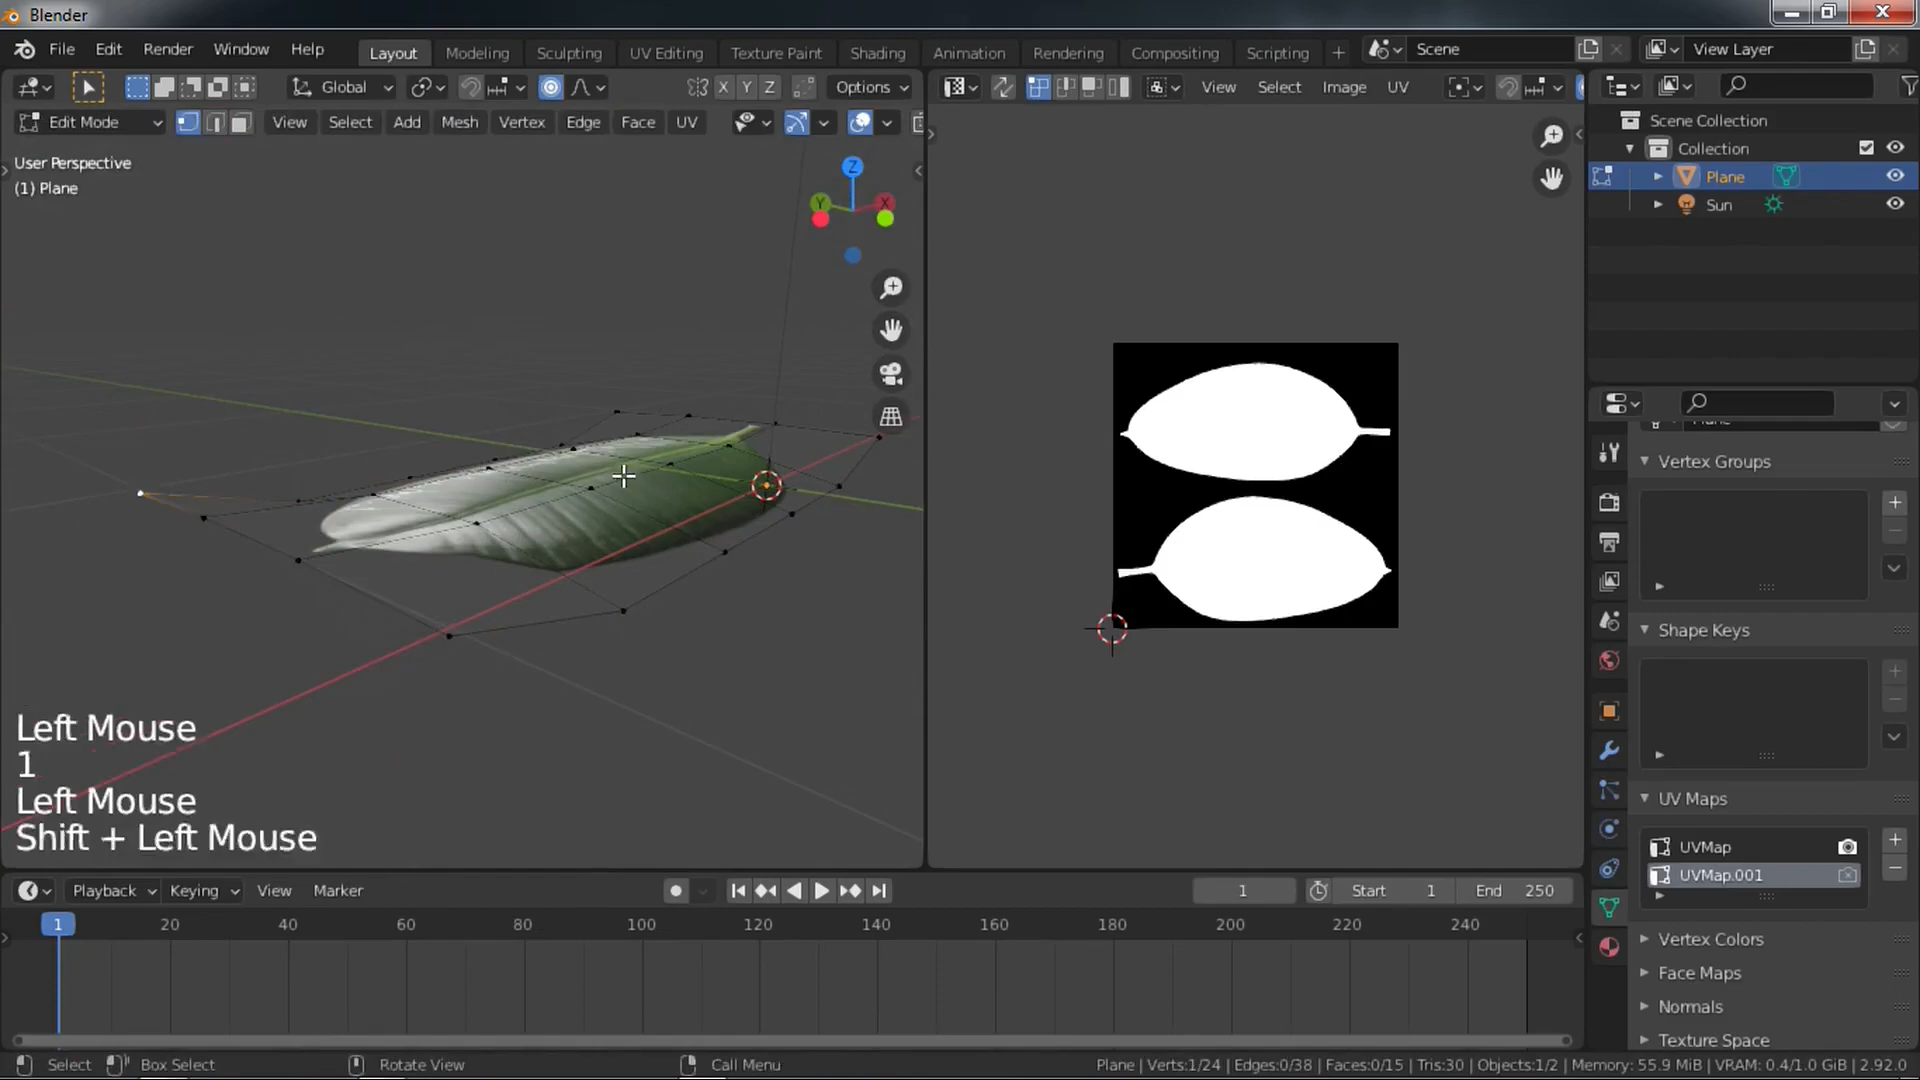 Blender
File Edit Render Window Help
Layout Modeling Sculpting UV Editing Texture Paint Shading Animation Rendering Compositing Scripting +
Scene
View Layer
Global
X Y Z
Options
View Select Image UV
Edit Mode
View Select Add Mesh Vertex Edge Face UV
User Perspective
(1) Plane
Z
Y
X
Scene Collection
Collection
Plane
Sun
Vertex Groups
Shape Keys
UV Maps
UVMap
UVMap.001
Vertex Colors
Face Maps
Normals
Texture Space
Left Mouse
1
Left Mouse
Shift + Left Mouse
Playback Keying View Marker
1
Start 1
End 250
1 20 40 60 80 100 120 140 160 180 200 220 240
Select Box Select Rotate View Call Menu
Plane | Verts:1/24 | Edges:0/38 | Faces:0/15 | Tris:30 | Objects:1/2 | Memory: 55.9 MiB | VRAM: 0.4/1.0 GiB | 2.92.0